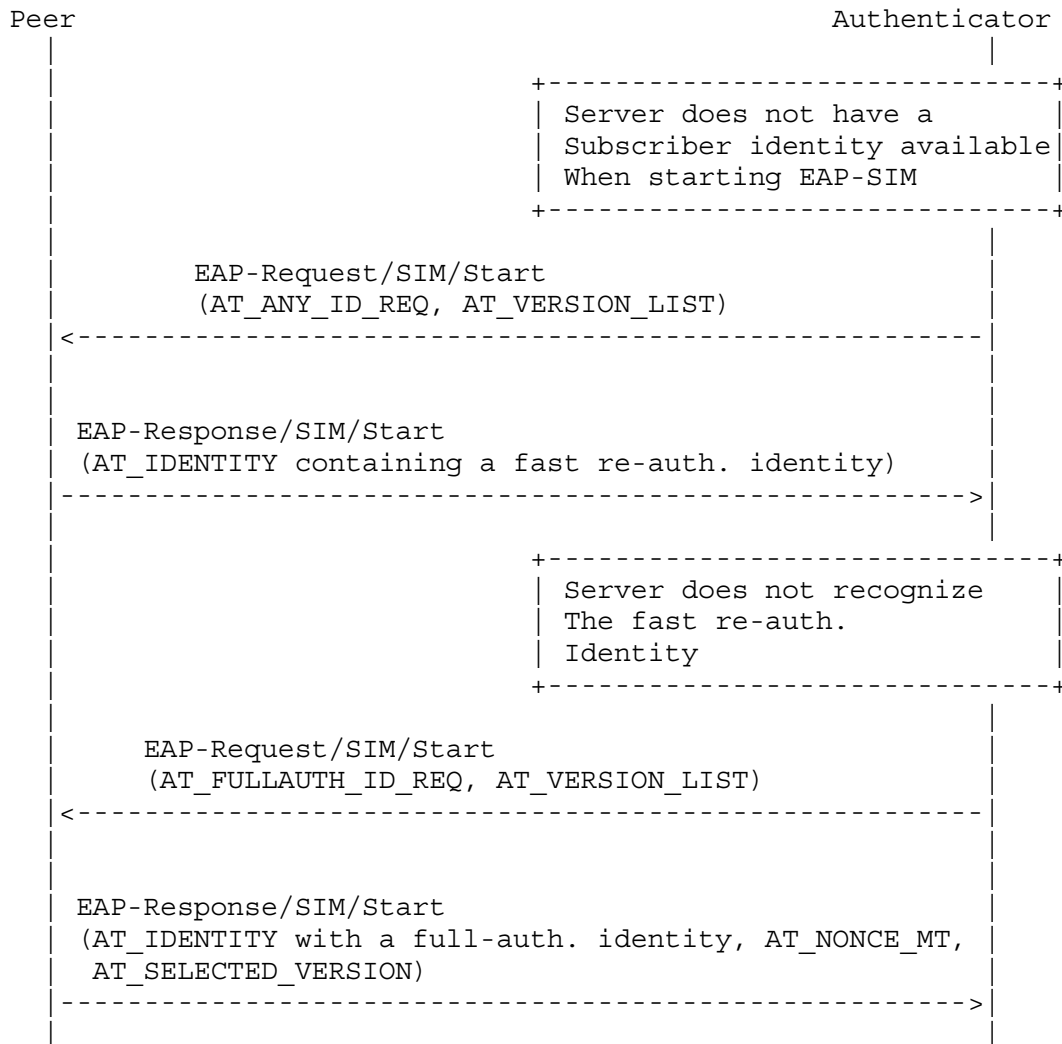 Peer Authenticator
Server does not have a
Subscriber identity available
When starting EAP-SIM
EAP-Request/SIM/Start
(AT_ANY_ID_REQ, AT_VERSION_LIST)
EAP-Response/SIM/Start
(AT_IDENTITY containing a fast re-auth. identity)
Server does not recognize
The fast re-auth.
Identity
EAP-Request/SIM/Start
(AT_FULLAUTH_ID_REQ, AT_VERSION_LIST)
EAP-Response/SIM/Start
(AT_IDENTITY with a full-auth. identity, AT_NONCE_MT,
AT_SELECTED_VERSION)